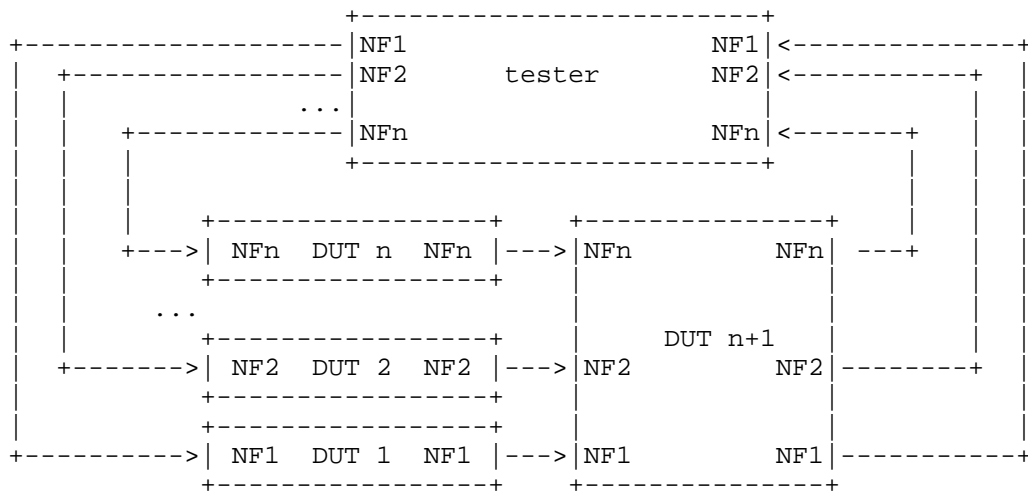 NF1 NF1
NF2 tester NF2
...
NFn NFn
NFn DUT n NFn NFn NFn
...
DUT n+1
NF2 DUT 2 NF2 NF2 NF2
NF1 DUT 1 NF1 NF1 NF1